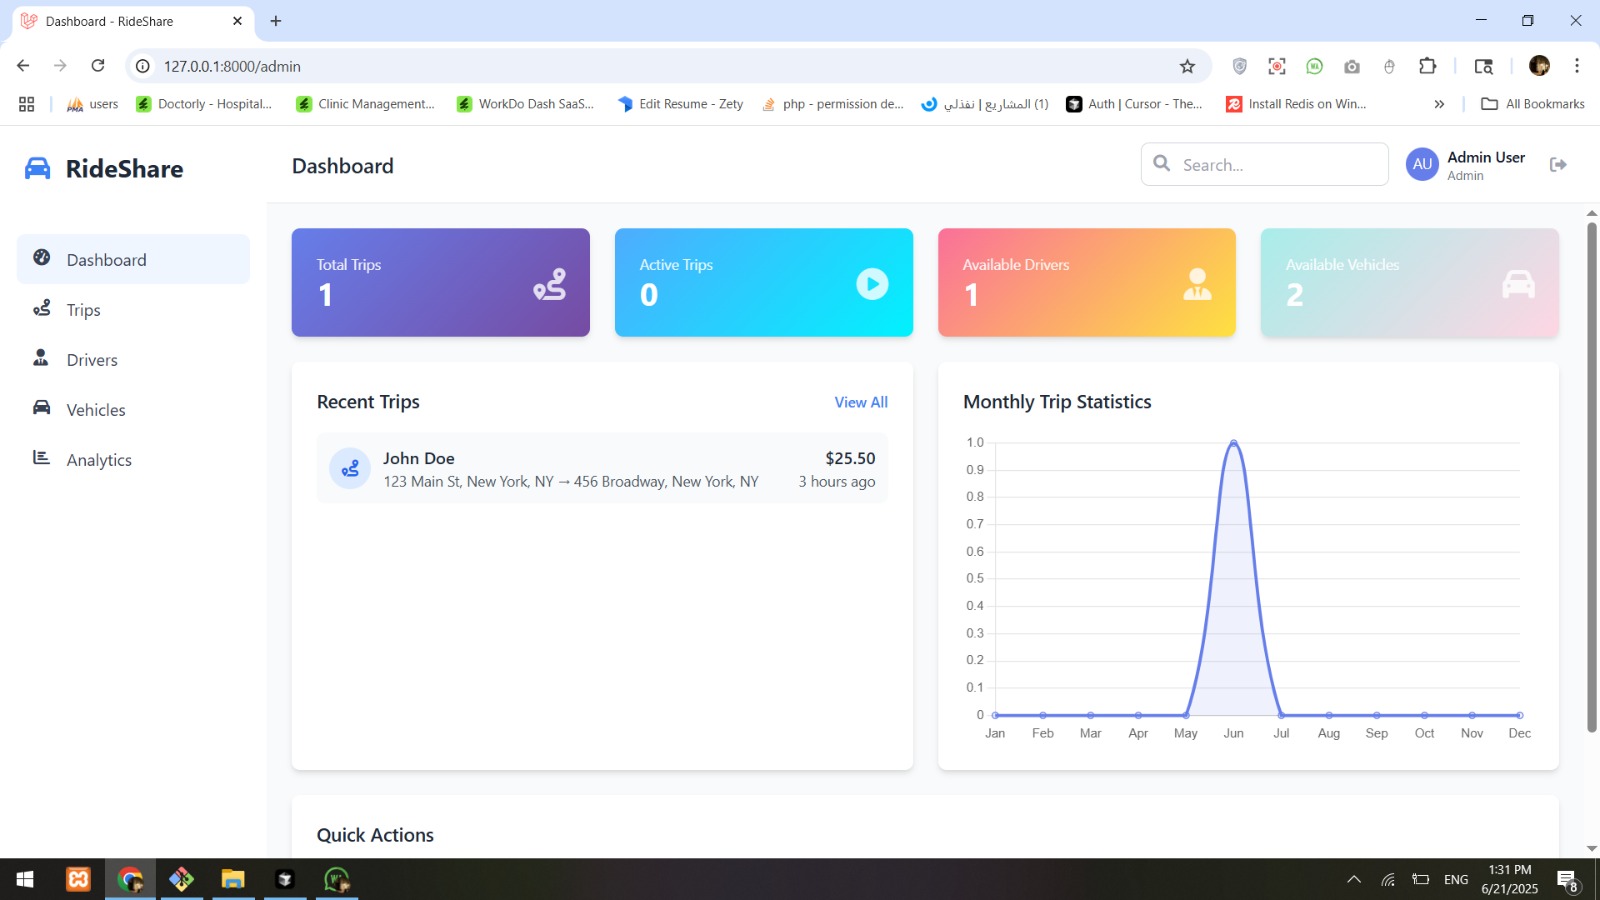 Dashboard - RideShare
127.0.0.1:8000/admin
users
Doctorly - Hospital...
Clinic Management...
WorkDo Dash SaaS...
Edit Resume - Zety
php - permission de...
(1) المشاريع | نفذلي
Auth | Cursor - The...
Install Redis on Win...
All Bookmarks
RideShare
Dashboard
Search...
AU
Admin User
Admin
Dashboard
Trips
Drivers
Vehicles
Analytics
Total Trips
1
Active Trips
0
Available Drivers
1
Available Vehicles
2
Recent Trips
View All
John Doe
$25.50
123 Main St, New York, NY → 456 Broadway, New York, NY
3 hours ago
Monthly Trip Statistics
1.0
0.9
0.8
0.7
0.6
0.5
0.4
0.3
0.2
0.1
0
Jan Feb Mar Apr May Jun Jul Aug Sep Oct Nov Dec
Quick Actions
ENG
1:31 PM
6/21/2025
8